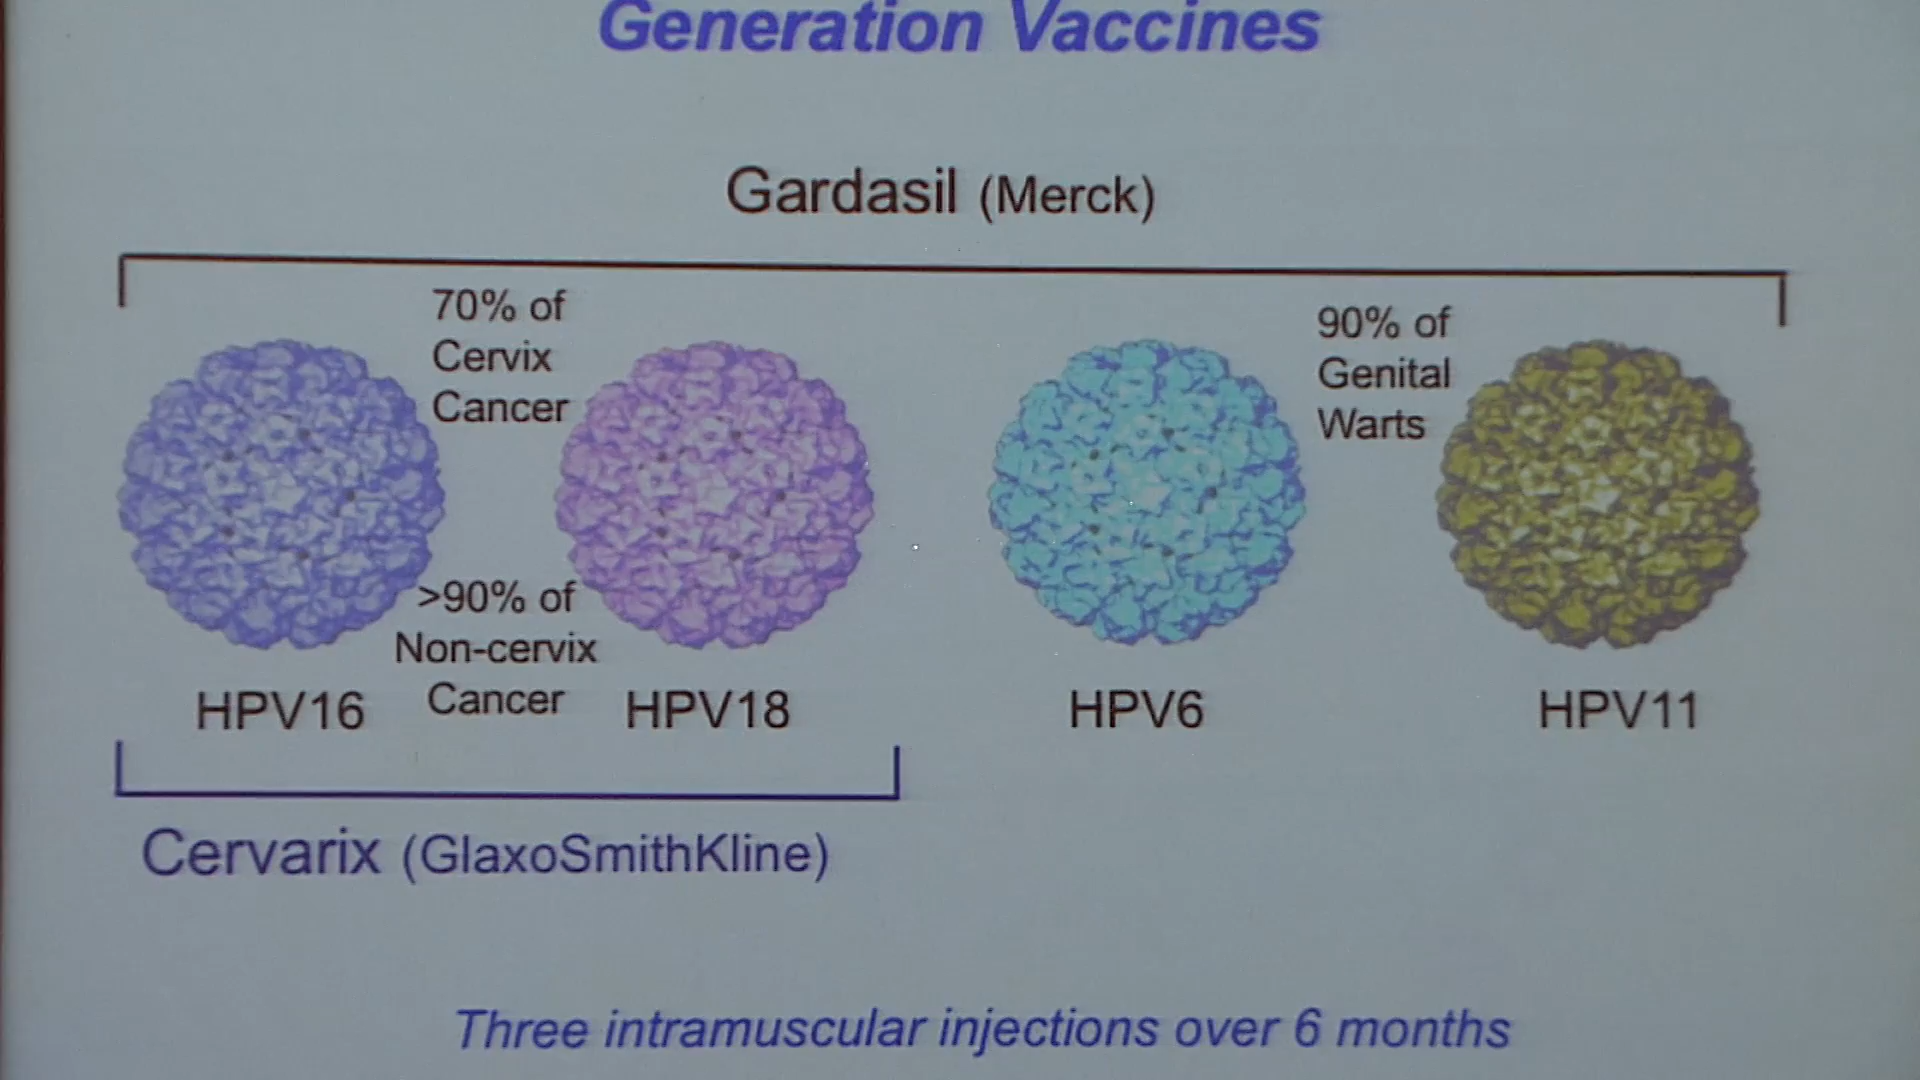 Generation Vaccines
Gardasil (Merck)
70% of
Cervix
Cancer
90% of
Genital
Warts
>90% of
Non-cervix
Cancer
HPV16
HPV18
HPV6
HPV11
Cervarix (GlaxoSmithKline)
Three intramuscular injections over 6 months